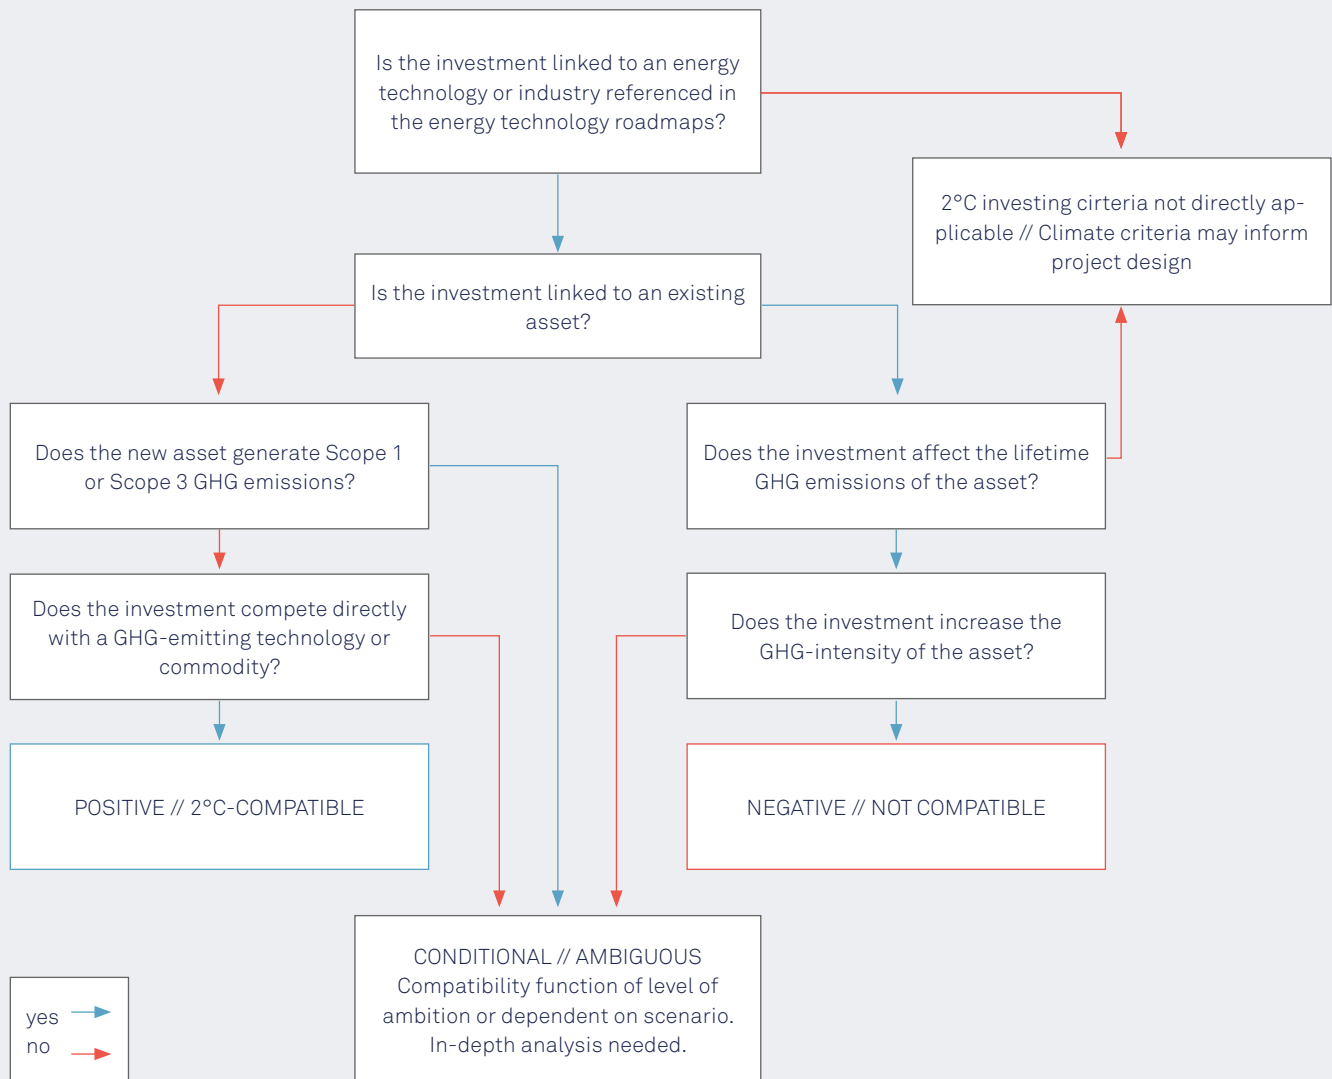 Is the investment linked to an energy
technology or industry referenced in
the energy technology roadmaps?
2°C investing cirteria not directly ap-
plicable // Climate criteria may inform
project design
Is the investment linked to an existing
asset?
Does the new asset generate Scope 1
or Scope 3 GHG emissions?
Does the investment affect the lifetime
GHG emissions of the asset?
Does the investment compete directly
with a GHG-emitting technology or
commodity?
Does the investment increase the
GHG-intensity of the asset?
POSITIVE // 2°C-COMPATIBLE
NEGATIVE // NOT COMPATIBLE
CONDITIONAL // AMBIGUOUS
Compatibility function of level of
ambition or dependent on scenario.
In-depth analysis needed.
yes
no